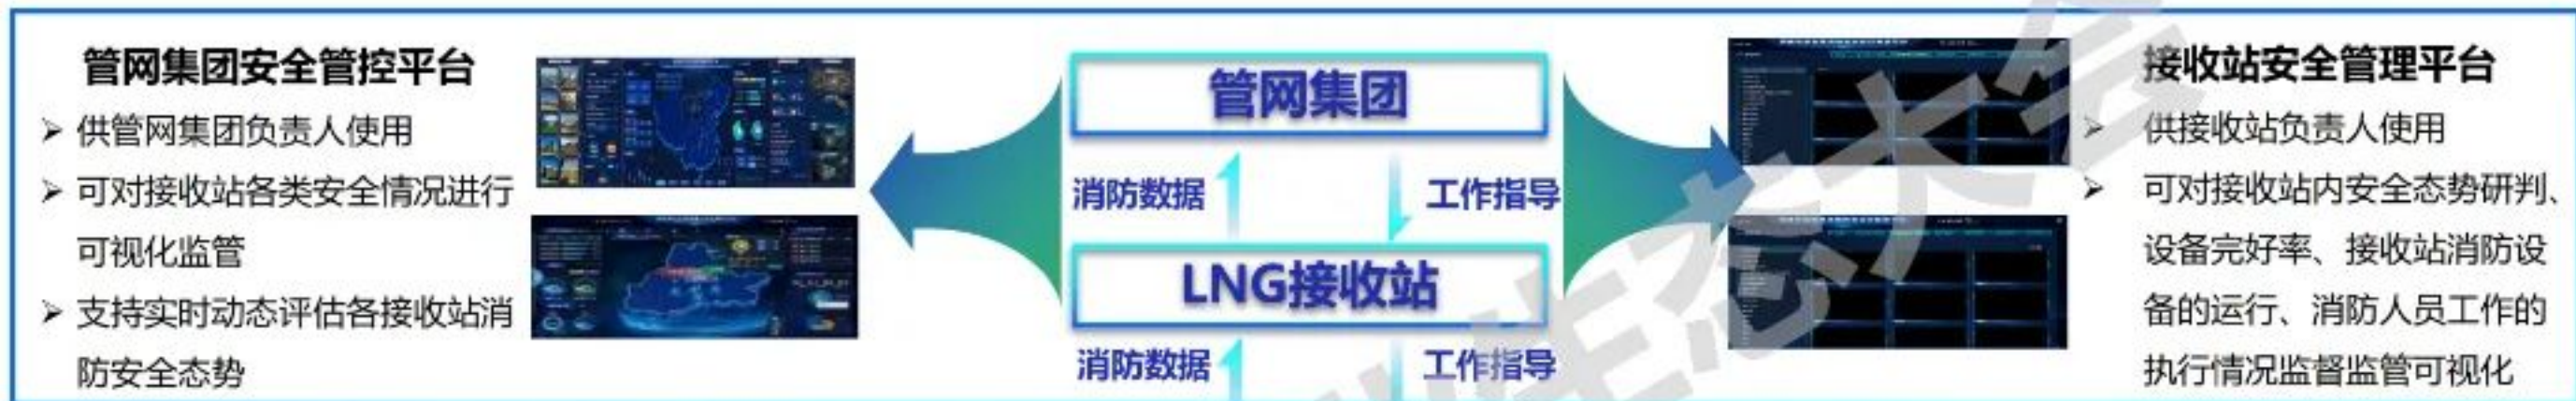 管网集团安全管控平台
➢ 供管网集团负责人使用
➢ 可对接收站各类安全情况进行
可视化监管
➢ 支持实时动态评估各接收站消
防安全态势
管网集团
消防数据
工作指导
LNG接收站
消防数据
工作指导
接收站安全管理平台
➢ 供接收站负责人使用
➢ 可对接收站内安全态势研判、
设备完好率、接收站消防设
备的运行、消防人员工作的
执行情况监督监管可视化
生态大会